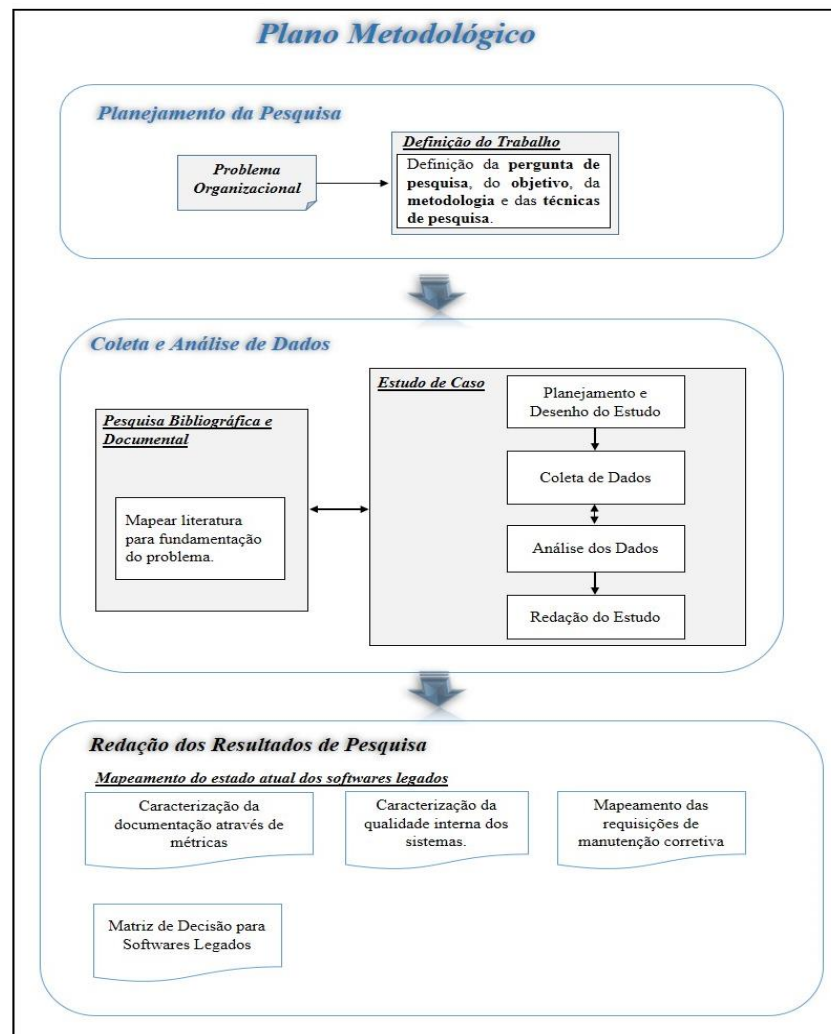 Plano Metodológico
Planejamento da Pesquisa
Problema
Organizacional
Definição do Trabalho
Definição da pergunta de
pesquisa, do objetivo, da
metodologia e das técnicas
de pesquisa.
Coleta e Análise de Dados
Pesquisa Bibliográfica e
Documental
Mapear literatura
para fundamentação
do problema.
Estudo de Caso
Planejamento e
Desenho do Estudo
Coleta de Dados
Análise dos Dados
Redação do Estudo
Redação dos Resultados de Pesquisa
Mapeamento do estado atual dos softwares legados
Caracterização da
documentação através de
métricas
Caracterização da
qualidade interna dos
sistemas.
Mapeamento das
requisições de
manutenção corretiva
Matriz de Decisão para
Softwares Legados